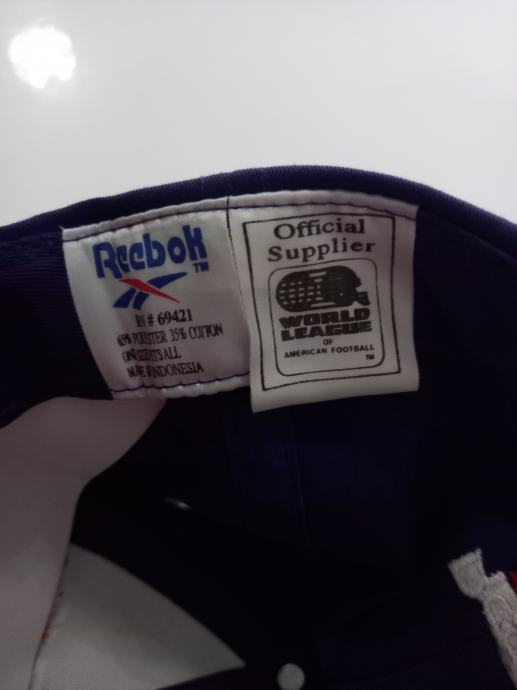 Reebok TM
RN # 69421
65% POLYESTER 35% COTTON
ONE SIZE FITS ALL
MADE IN INDONESIA
Official
Supplier
WORLD
LEAGUE
OF
AMERICAN FOOTBALL
TM